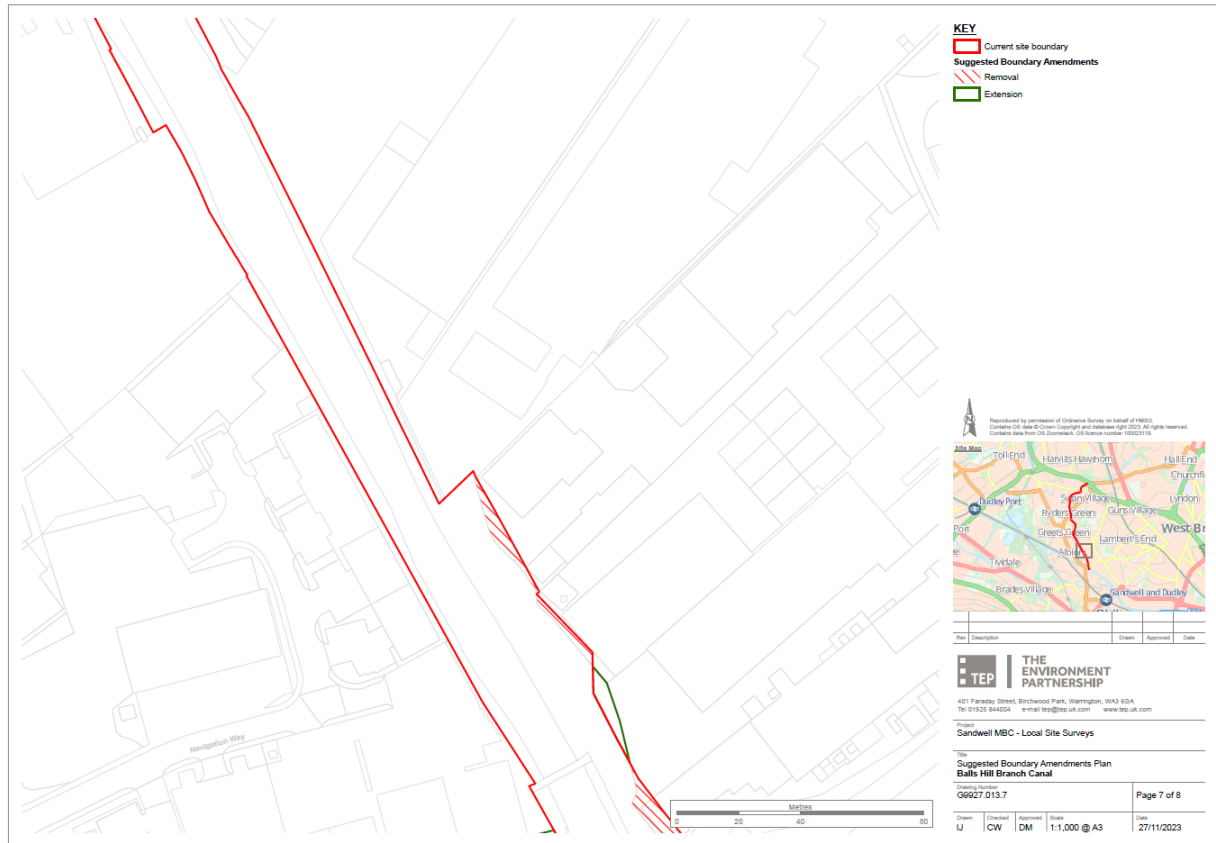 KEY
Current site boundary
Suggested Boundary Amendments
Removal
Extension
Reproduced by permission of Ordnance Survey on behalf of HMSO.
Contains OS data © Crown Copyright and database right 2023. All rights reserved.
Contains data from OS Zoomstack. OS licence number 100023119.
Site Map
Toll End
Harvills Hawthorn
Hall End
Churchfi
Dudley Port
Swan Village
Lyndon
Ryders Green
Guns Village
Port
West Br
Greets Green
Lambert's End
Albion
Tividale
Brades Village
Sandwell and Dudley
Rev
Description
Drawn
Approved
Date
TEP
THE
ENVIRONMENT
PARTNERSHIP
401 Faraday Street, Birchwood Park, Warrington, WA3 6GA
Tel 01925 844004 e-mail tep@tep.uk.com www.tep.uk.com
Project
Sandwell MBC - Local Site Surveys
Title
Suggested Boundary Amendments Plan
Balls Hill Branch Canal
Drawing Number
G9927.013.7
Page 7 of 8
Drawn
Checked
Approved
Scale
Date
IJ
CW
DM
1:1,000 @ A3
27/11/2023
Navigation Way
Metres
0 20 40 80